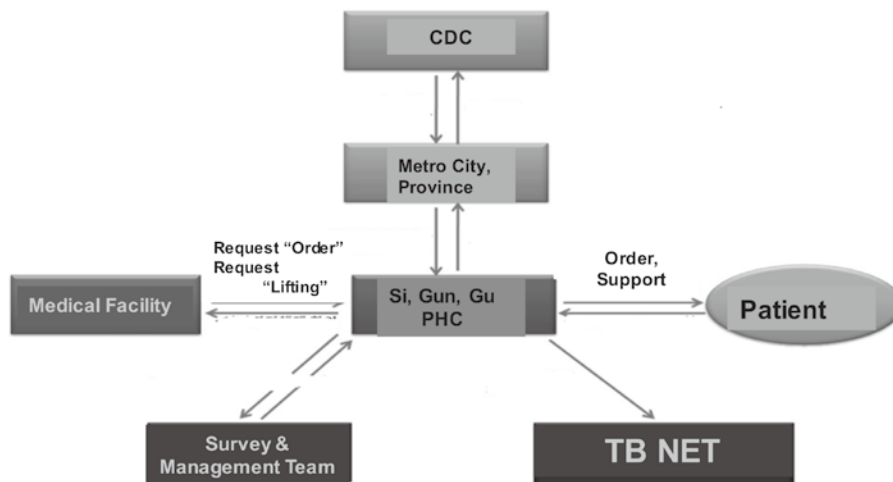 CDC
Metro City,
Province
Request “Order”
Request
“Lifting”
Order,
Support
Medical Facility
Si, Gun, Gu
PHC
Patient
Survey &
Management Team
TB NET